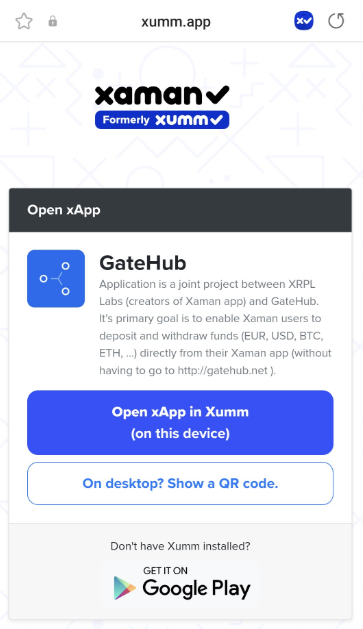 xumm.app
xaman
Formerly xumm
Open xApp
GateHub
Application is a joint project between XRPL
Labs (creators of Xaman app) and GateHub.
It's primary goal is to enable Xaman users to
deposit and withdraw funds (EUR, USD, BTC,
ETH, ...) directly from their Xaman app (without
having to go to http://gatehub.net ).
Open xApp in Xumm
(on this device)
On desktop? Show a QR code.
Don't have Xumm installed?
GET IT ON
Google Play